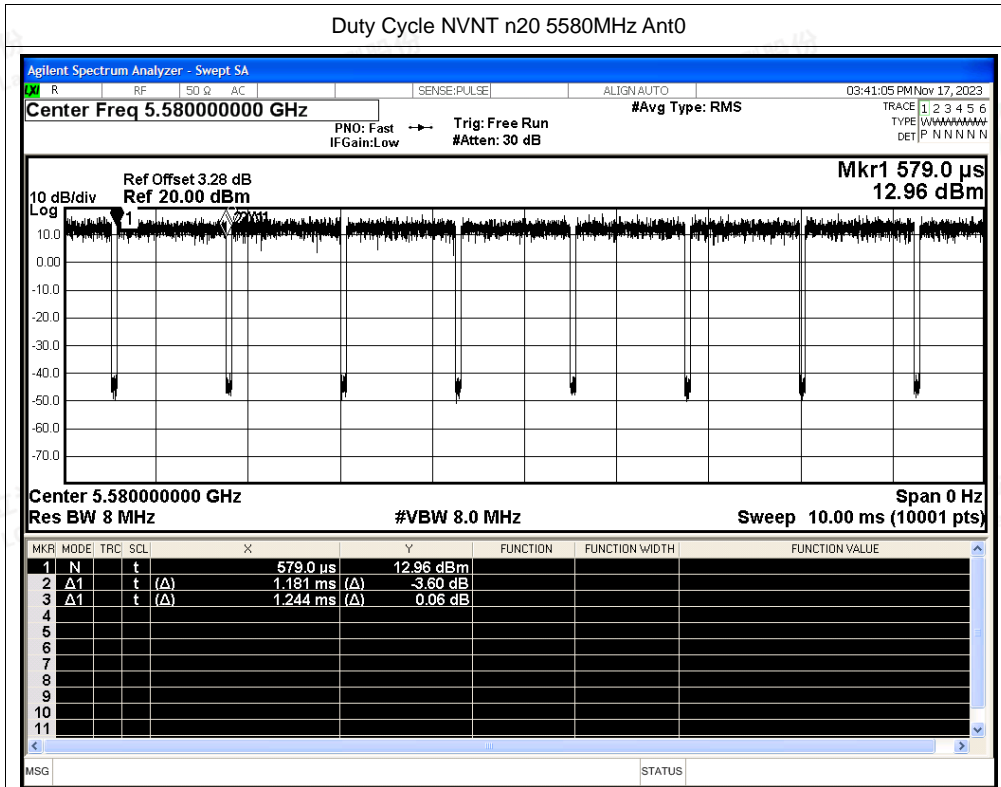 Duty Cycle NVNT n20 5580MHz Ant0
Agilent Spectrum Analyzer - Swept SA
LXI R RF 50 Ω AC SENSE:PULSE ALIGN AUTO 03:41:05 PM Nov 17, 2023
Center Freq 5.580000000 GHz #Avg Type: RMS TRACE 1 2 3 4 5 6
PNO: Fast Trig: Free Run TYPE WWWWWW
IFGain:Low #Atten: 30 dB DET P N N N N N
Mkr1 579.0 µs
12.96 dBm
Ref Offset 3.28 dB
10 dB/div Ref 20.00 dBm
Log
1
10.0
0.00
-10.0
-20.0
-30.0
-40.0
-50.0
-60.0
-70.0
Center 5.580000000 GHz Span 0 Hz
Res BW 8 MHz #VBW 8.0 MHz Sweep 10.00 ms (10001 pts)
MKR MODE TRC SCL X Y FUNCTION FUNCTION WIDTH FUNCTION VALUE
1 N t 579.0 µs 12.96 dBm
2 Δ1 t (Δ) 1.181 ms (Δ) -3.60 dB
3 Δ1 t (Δ) 1.244 ms (Δ) 0.06 dB
4
5
6
7
8
9
10
11
MSG STATUS